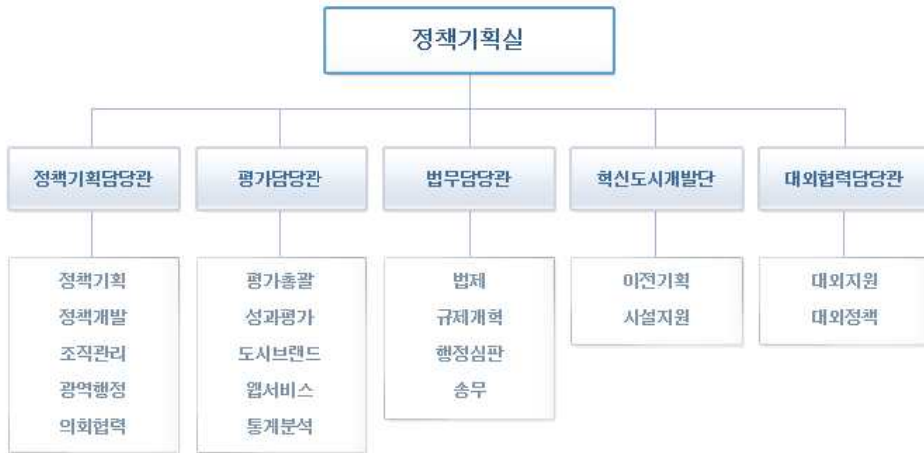 정책기획실
정책기획담당관
평가담당관
법무담당관
혁신도시개발단
대외협력담당관
정책기획
정책개발
조직관리
광역행정
의회협력
평가총괄
성과평가
도시브랜드
웹서비스
통계분석
법제
규제개혁
행정심판
송무
이전기획
시설지원
대외지원
대외정책